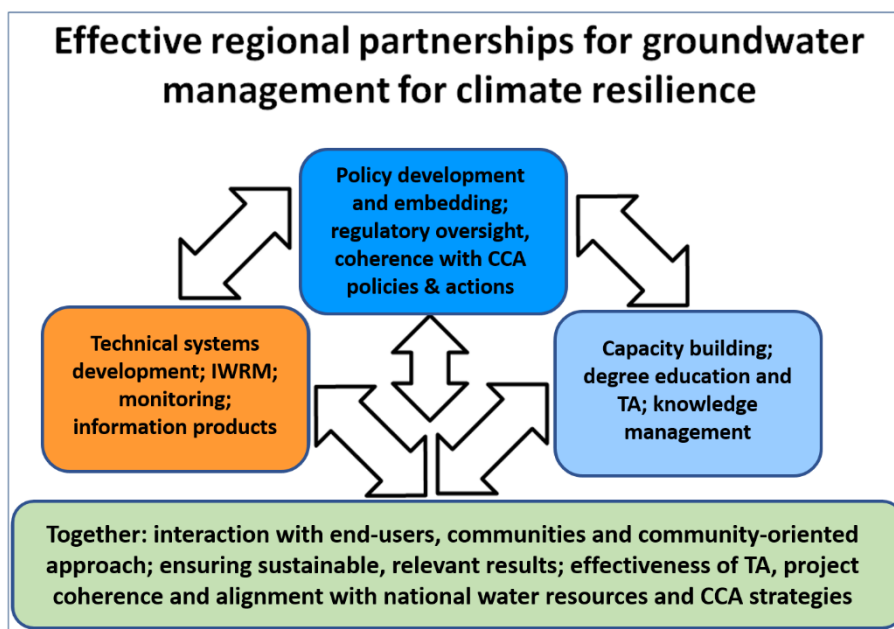 Effective regional partnerships for groundwater
management for climate resilience
Policy development
and embedding;
regulatory oversight,
coherence with CCA
policies & actions
Technical systems
development; IWRM;
monitoring;
information products
Capacity building;
degree education and
TA; knowledge
management
Together: interaction with end-users, communities and community-oriented
approach; ensuring sustainable, relevant results; effectiveness of TA, project
coherence and alignment with national water resources and CCA strategies